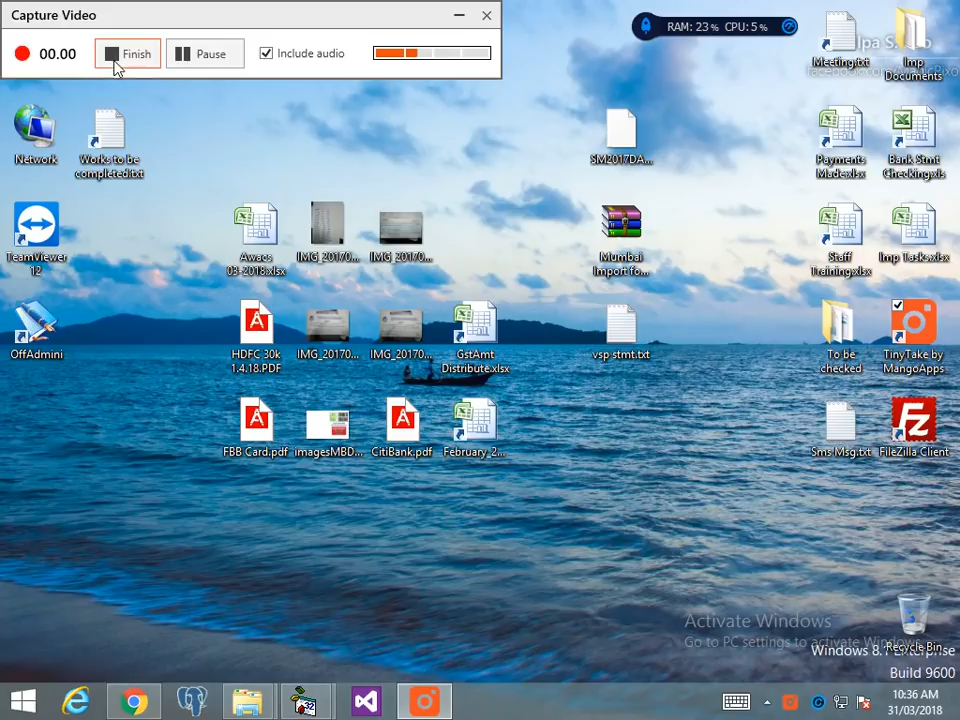 Capture Video
00.00
Finish
Pause
Include audio
RAM: 23% CPU: 5%
Meeting.txt
Imp
Documents
Network
Works to be
completed.txt
SM2017DA...
Payments
Made.xlsx
Bank Stmt
Checking.xls
TeamViewer
12
Awacs
03-2018.xlsx
IMG_20170...
IMG_20170...
Mumbai
Import fo...
Staff
Training.xlsx
Imp Tasks.xlsx
OffAdmini
HDFC 30k
1.4.18.PDF
IMG_20170...
IMG_20170...
GstAmt
Distribute.xlsx
vsp stmt.txt
To be
checked
TinyTake by
MangoApps
FBB Card.pdf
imagesMBD...
CitiBank.pdf
February_2...
Sms Msg.txt
FileZilla Client
Activate Windows
Go to PC settings to activate Windows.
Recycle Bin
Windows 8.1 Enterprise
Build 9600
10:36 AM
31/03/2018